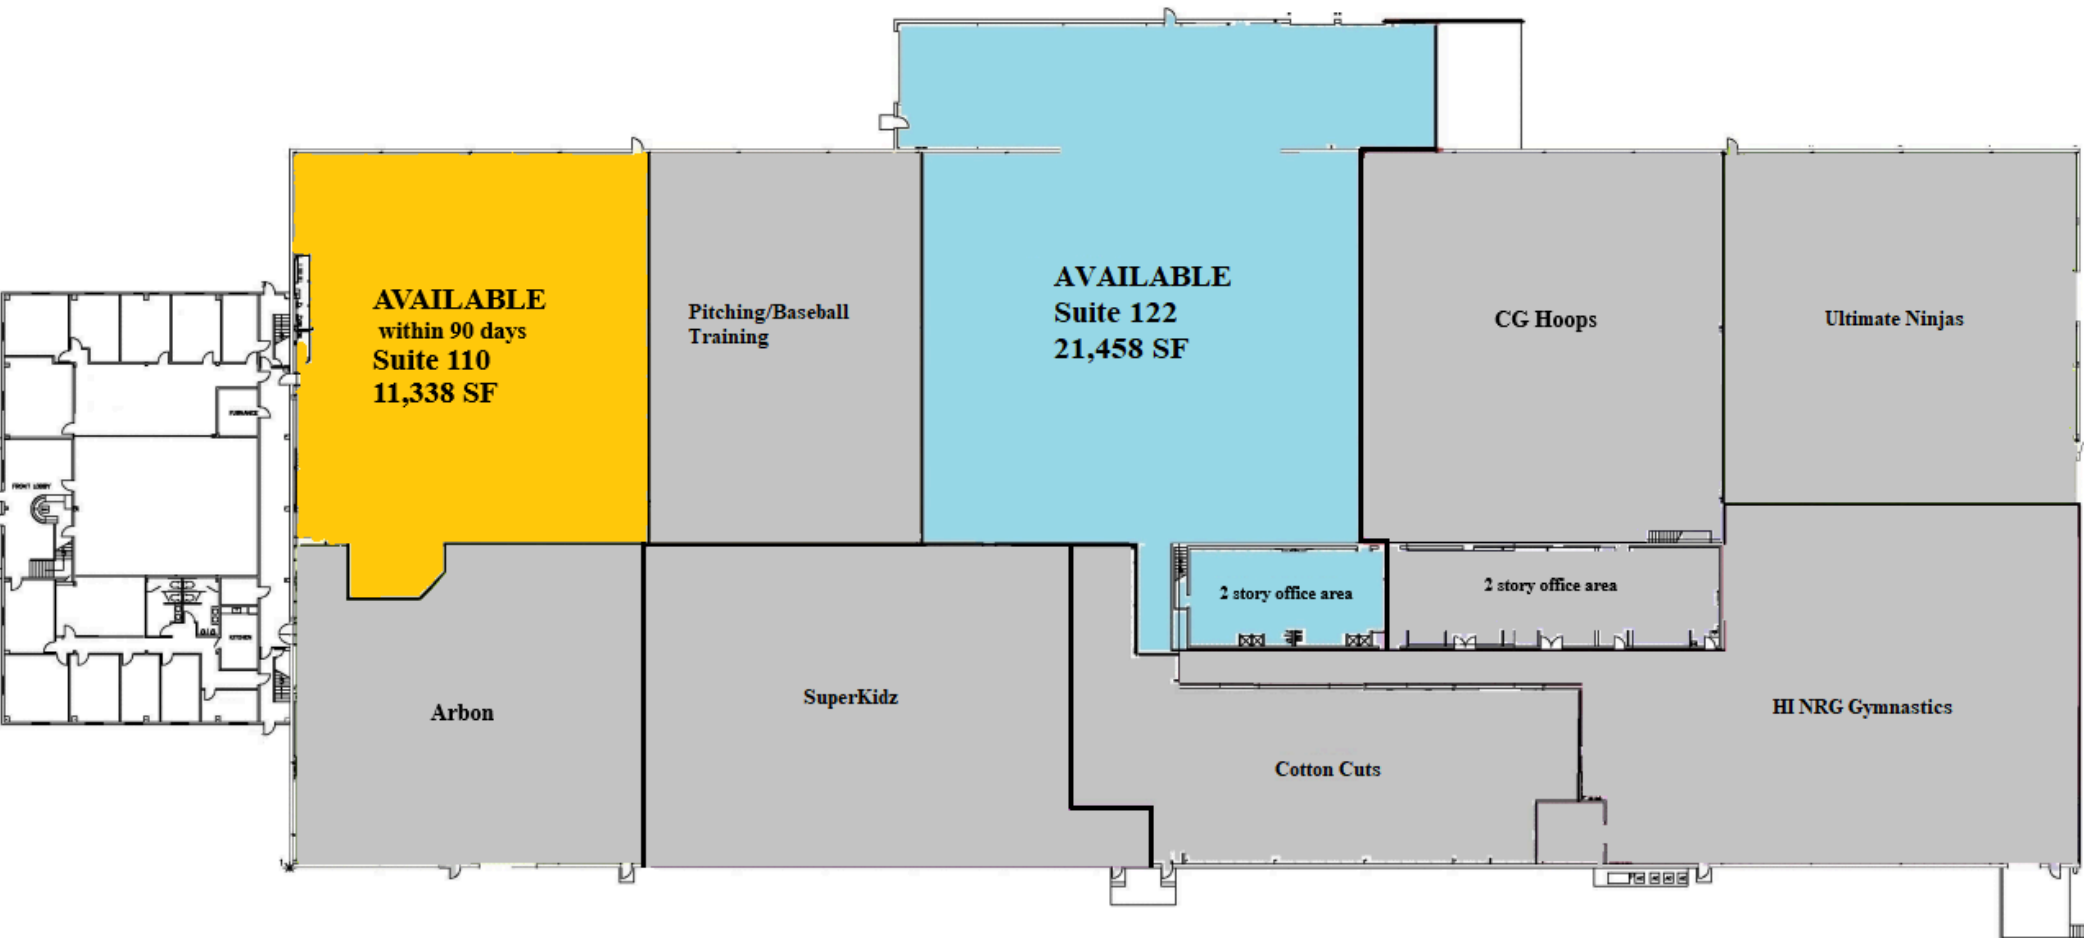 AVAILABLE
within 90 days
Suite 110
11,338 SF
Pitching/Baseball
Training
AVAILABLE
Suite 122
21,458 SF
CG Hoops
Ultimate Ninjas
FURNANCE
FRONT LOBBY
KITCHEN
2 story office area
2 story office area
Arbon
SuperKidz
Cotton Cuts
HI NRG Gymnastics